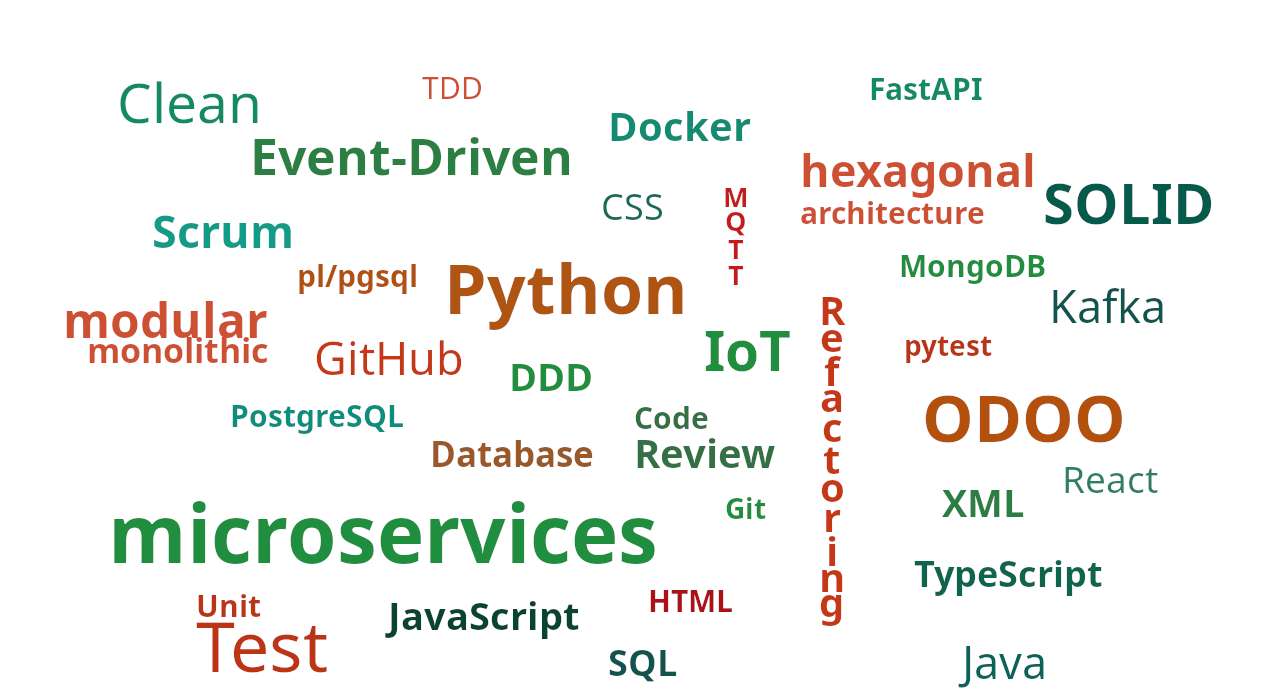 Clean
TDD
FastAPI
Docker
Event-Driven
hexagonal
architecture
SOLID
CSS
MQTT
Scrum
pl/pgsql
Python
MongoDB
Kafka
modular
monolithic
GitHub
IoT
Refactoring
pytest
DDD
PostgreSQL
Code
Review
ODOO
Database
React
XML
Git
microservices
TypeScript
Unit
Test
JavaScript
HTML
SQL
Java